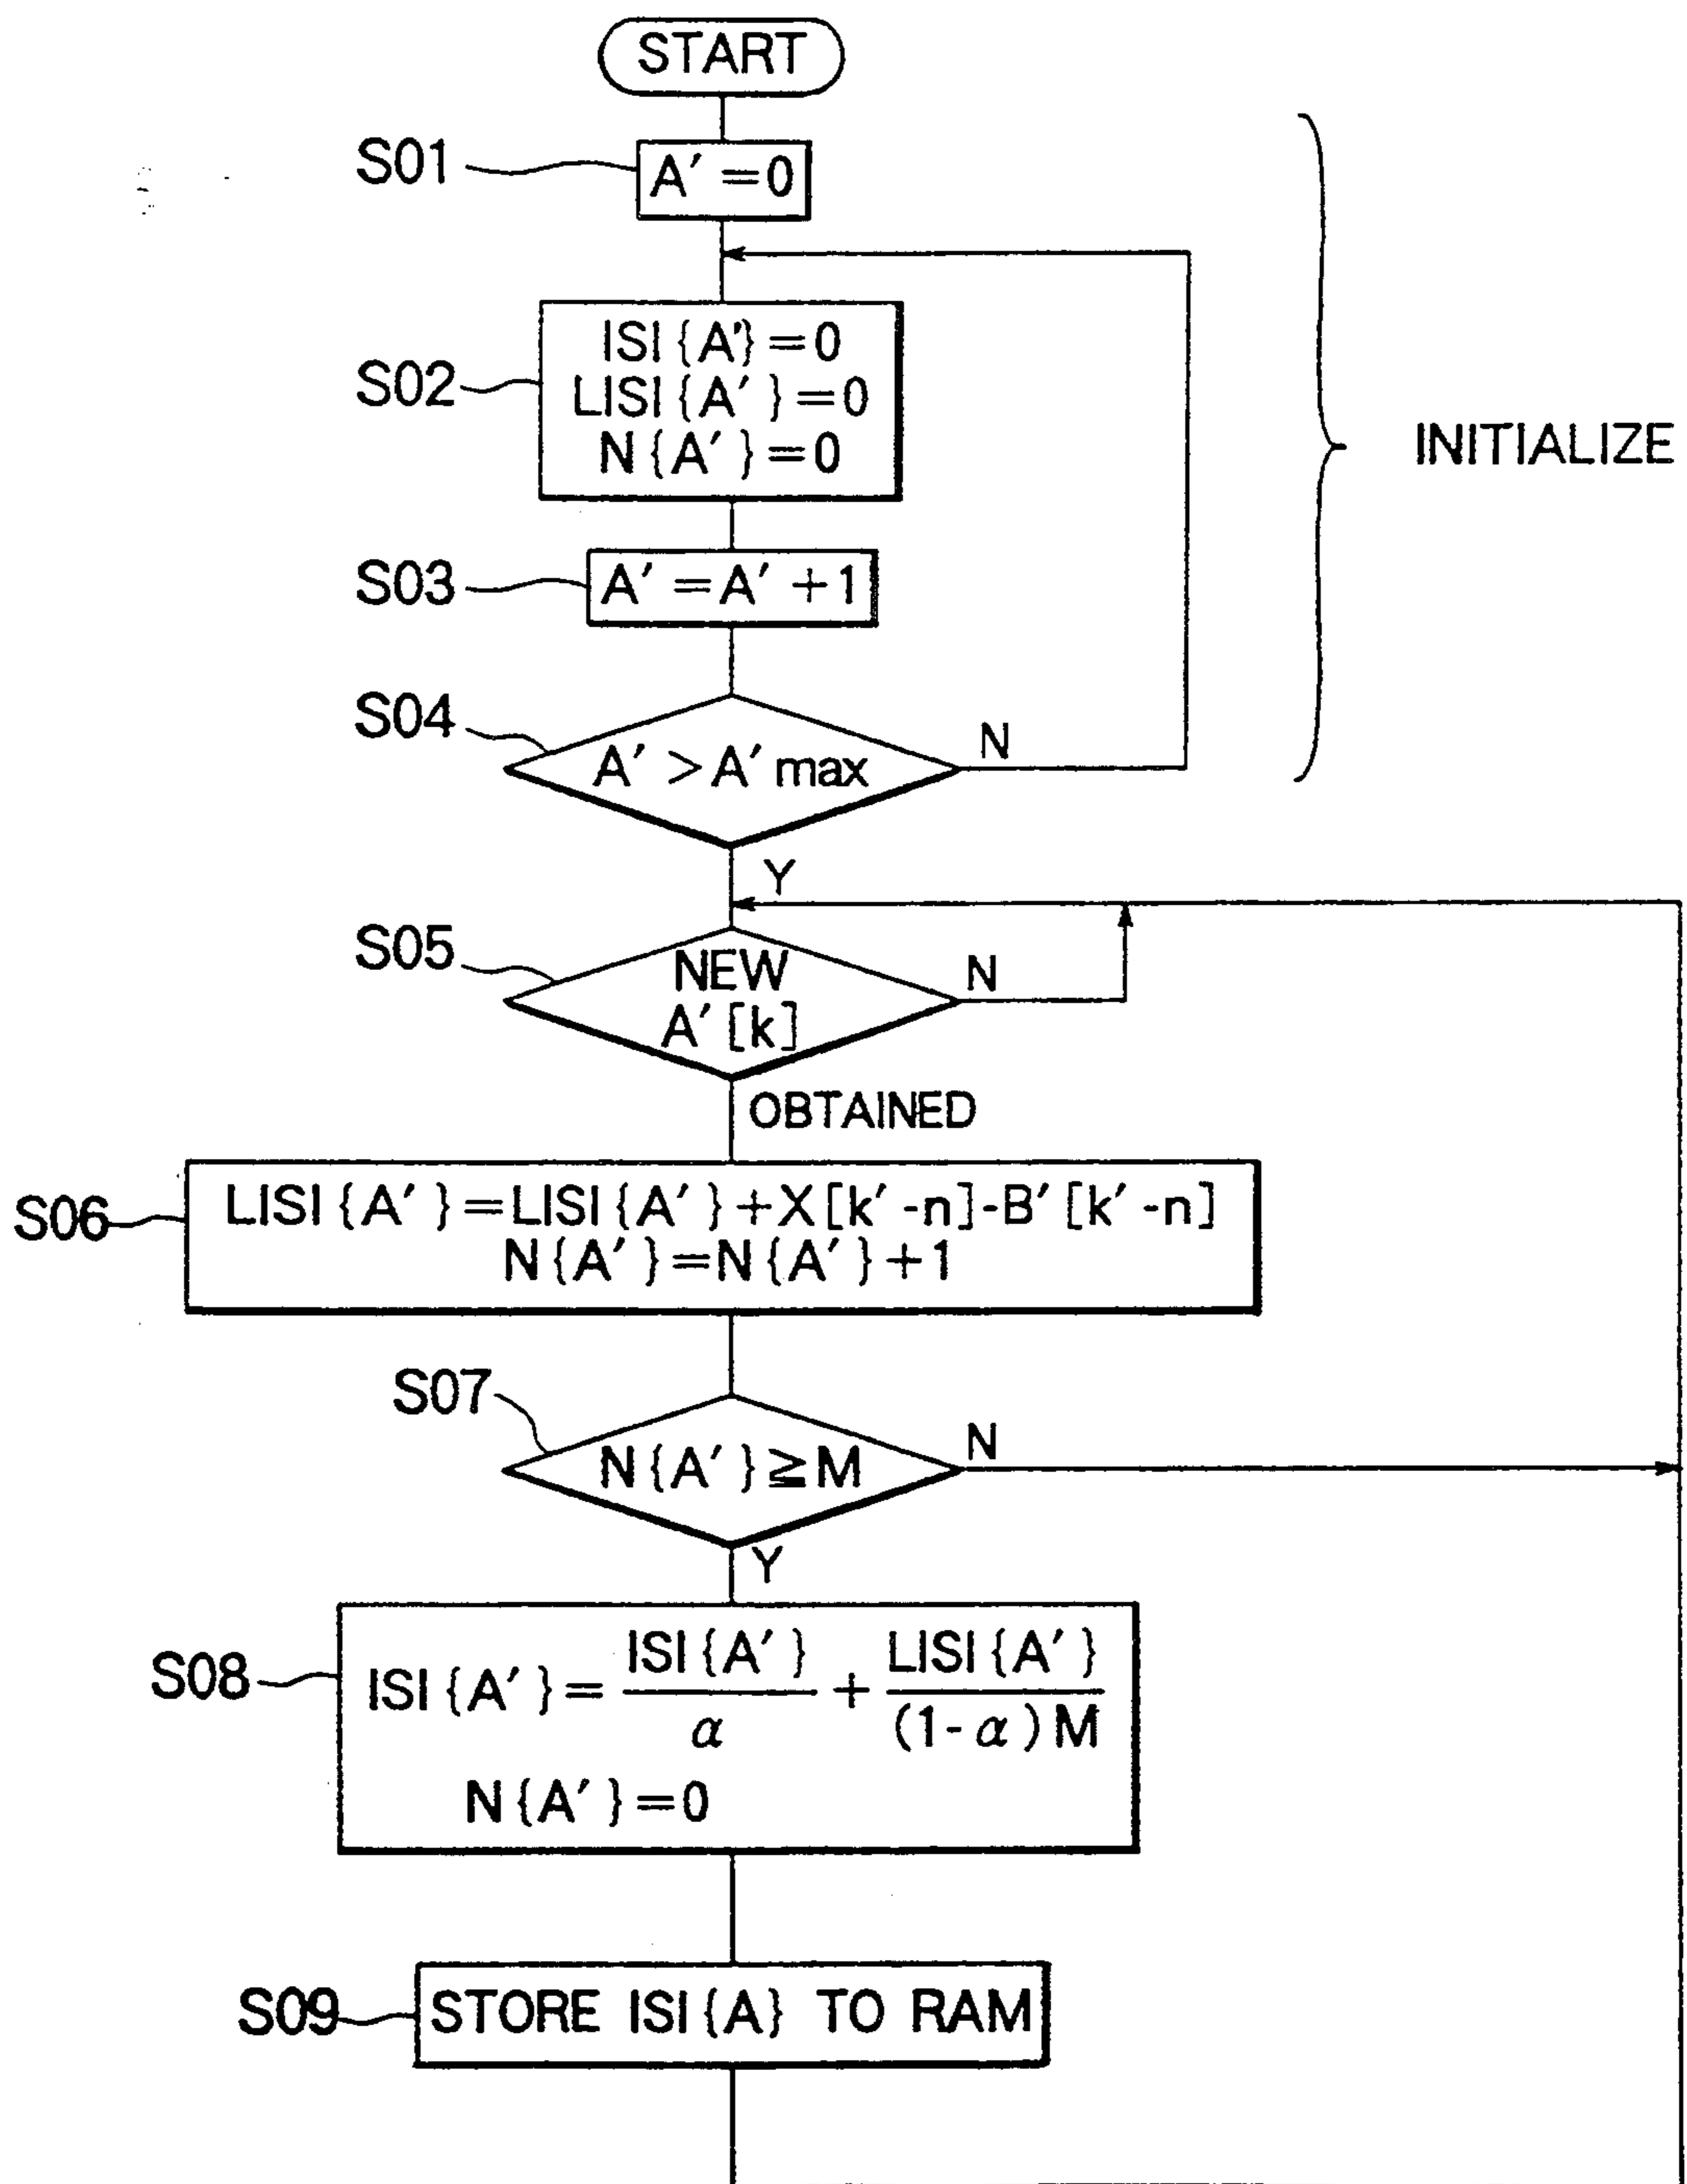 START
S01
A′=0
S02
ISI{A′}=0
LISI{A′}=0
N{A′}=0
INITIALIZE
S03
A′=A′+1
S04
A′>A′max
N
Y
S05
NEW
A′[k]
N
OBTAINED
S06
LISI{A′}=LISI{A′}+X[k′-n]-B′[k′-n]
N{A′}=N{A′}+1
S07
N{A′}≧M
N
Y
S08
ISI{A′}=ISI{A′}/α+LISI{A′}/(1-α)M
N{A′}=0
S09
STORE ISI{A} TO RAM